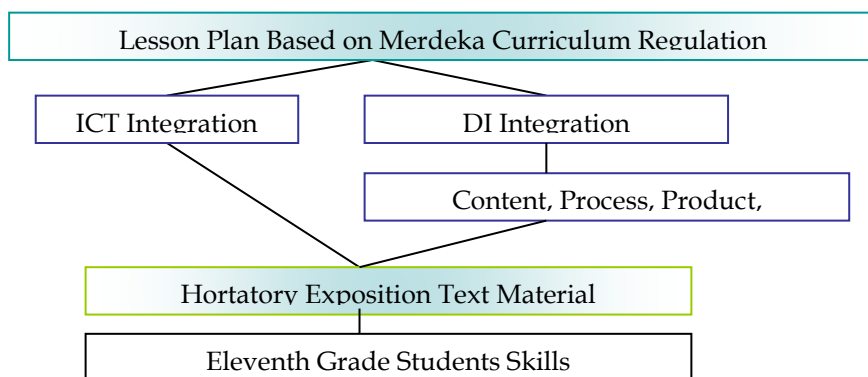 Lesson Plan Based on Merdeka Curriculum Regulation
ICT Integration
DI Integration
Content, Process, Product,
Hortatory Exposition Text Material
Eleventh Grade Students Skills